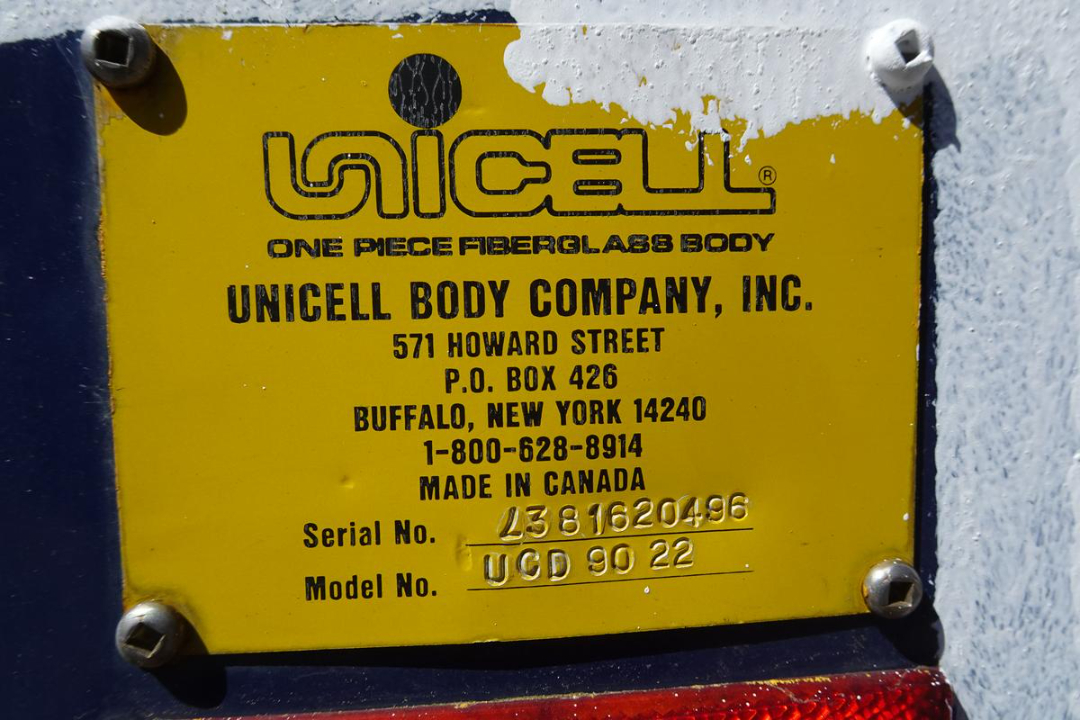 UNICELL®
ONE PIECE FIBERGLASS BODY
UNICELL BODY COMPANY, INC.
571 HOWARD STREET
P.O. BOX 426
BUFFALO, NEW YORK 14240
1-800-628-8914
MADE IN CANADA
Serial No. L381620496
Model No. UCD 90 22